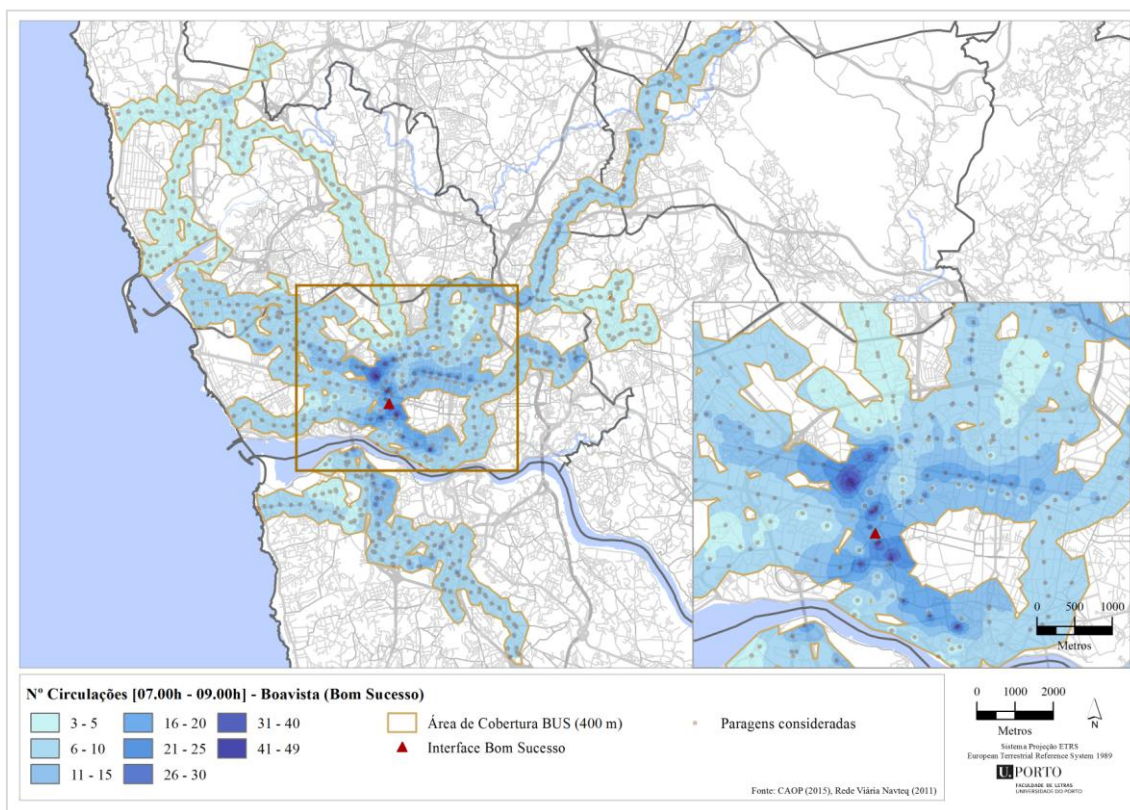 0 500 1000
Metros
Nº Circulações [07.00h - 09.00h] - Boavista (Bom Sucesso)
3 - 5
6 - 10
11 - 15
16 - 20
21 - 25
26 - 30
31 - 40
41 - 49
Área de Cobertura BUS (400 m)
Interface Bom Sucesso
Paragens consideradas
Fonte: CAOP (2015), Rede Viária Navteq (2011)
0 1000 2000
Metros
N
Sistema Projeção ETRS
European Terrestrial Reference System 1989
U. PORTO
FACULDADE DE LETRAS
UNIVERSIDADE DO PORTO